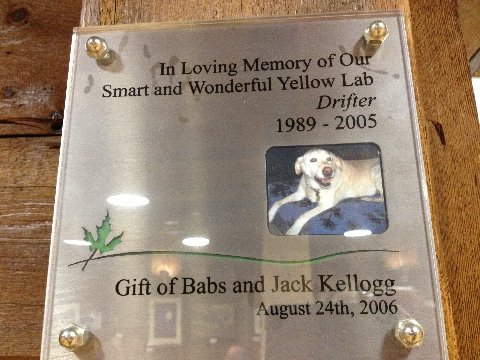 In Loving Memory of Our
Smart and Wonderful Yellow Lab
Drifter
1989 - 2005
Gift of Babs and Jack Kellogg
August 24th, 2006